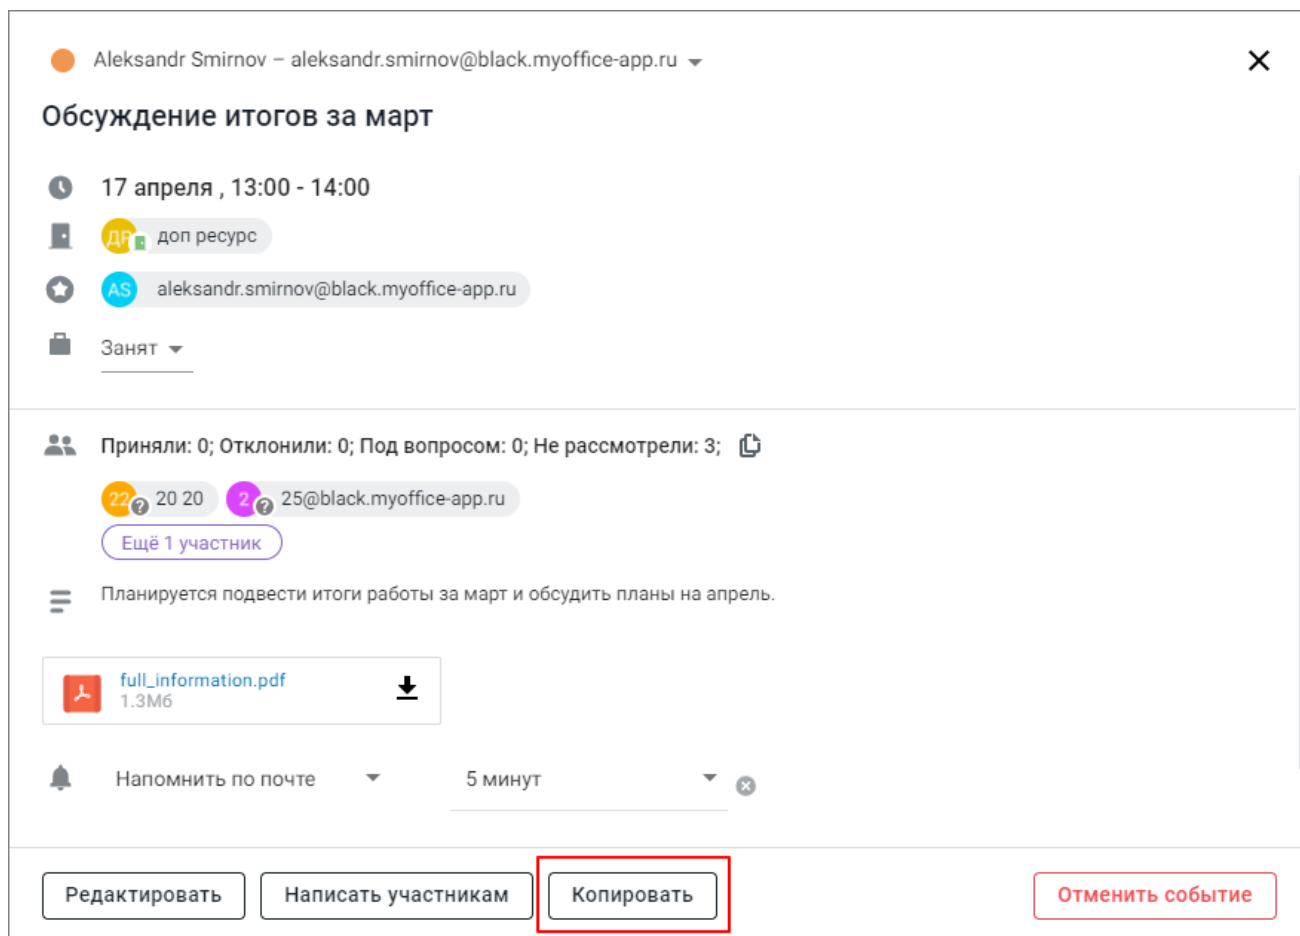 Aleksandr Smirnov – aleksandr.smirnov@black.myoffice-app.ru
Обсуждение итогов за март
17 апреля , 13:00 - 14:00
ДР доп ресурс
AS aleksandr.smirnov@black.myoffice-app.ru
Занят
Приняли: 0; Отклонили: 0; Под вопросом: 0; Не рассмотрели: 3;
22 ? 20 20 2 ? 25@black.myoffice-app.ru
Ещё 1 участник
Планируется подвести итоги работы за март и обсудить планы на апрель.
full_information.pdf
1.3Мб
Напомнить по почте 5 минут
Редактировать Написать участникам Копировать Отменить событие